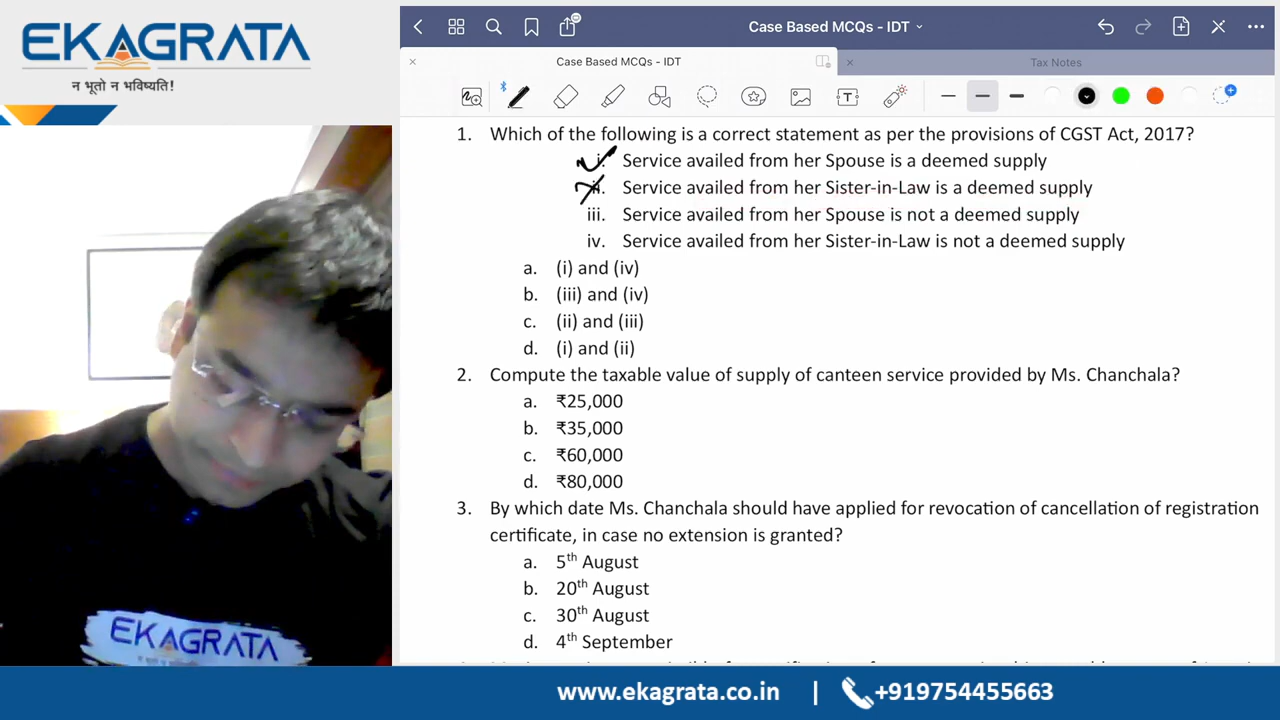 EKAGRATA
न भूतो न भविष्यति!
Case Based MCQs - IDT
Case Based MCQs - IDT
Tax Notes
1. Which of the following is a correct statement as per the provisions of CGST Act, 2017?
i. Service availed from her Spouse is a deemed supply
ii. Service availed from her Sister-in-Law is a deemed supply
iii. Service availed from her Spouse is not a deemed supply
iv. Service availed from her Sister-in-Law is not a deemed supply
a. (i) and (iv)
b. (iii) and (iv)
c. (ii) and (iii)
d. (i) and (ii)
2. Compute the taxable value of supply of canteen service provided by Ms. Chanchala?
a. ₹25,000
b. ₹35,000
c. ₹60,000
d. ₹80,000
3. By which date Ms. Chanchala should have applied for revocation of cancellation of registration
certificate, in case no extension is granted?
a. 5th August
b. 20th August
c. 30th August
d. 4th September
EKAGRATA
www.ekagrata.co.in | +919754455663